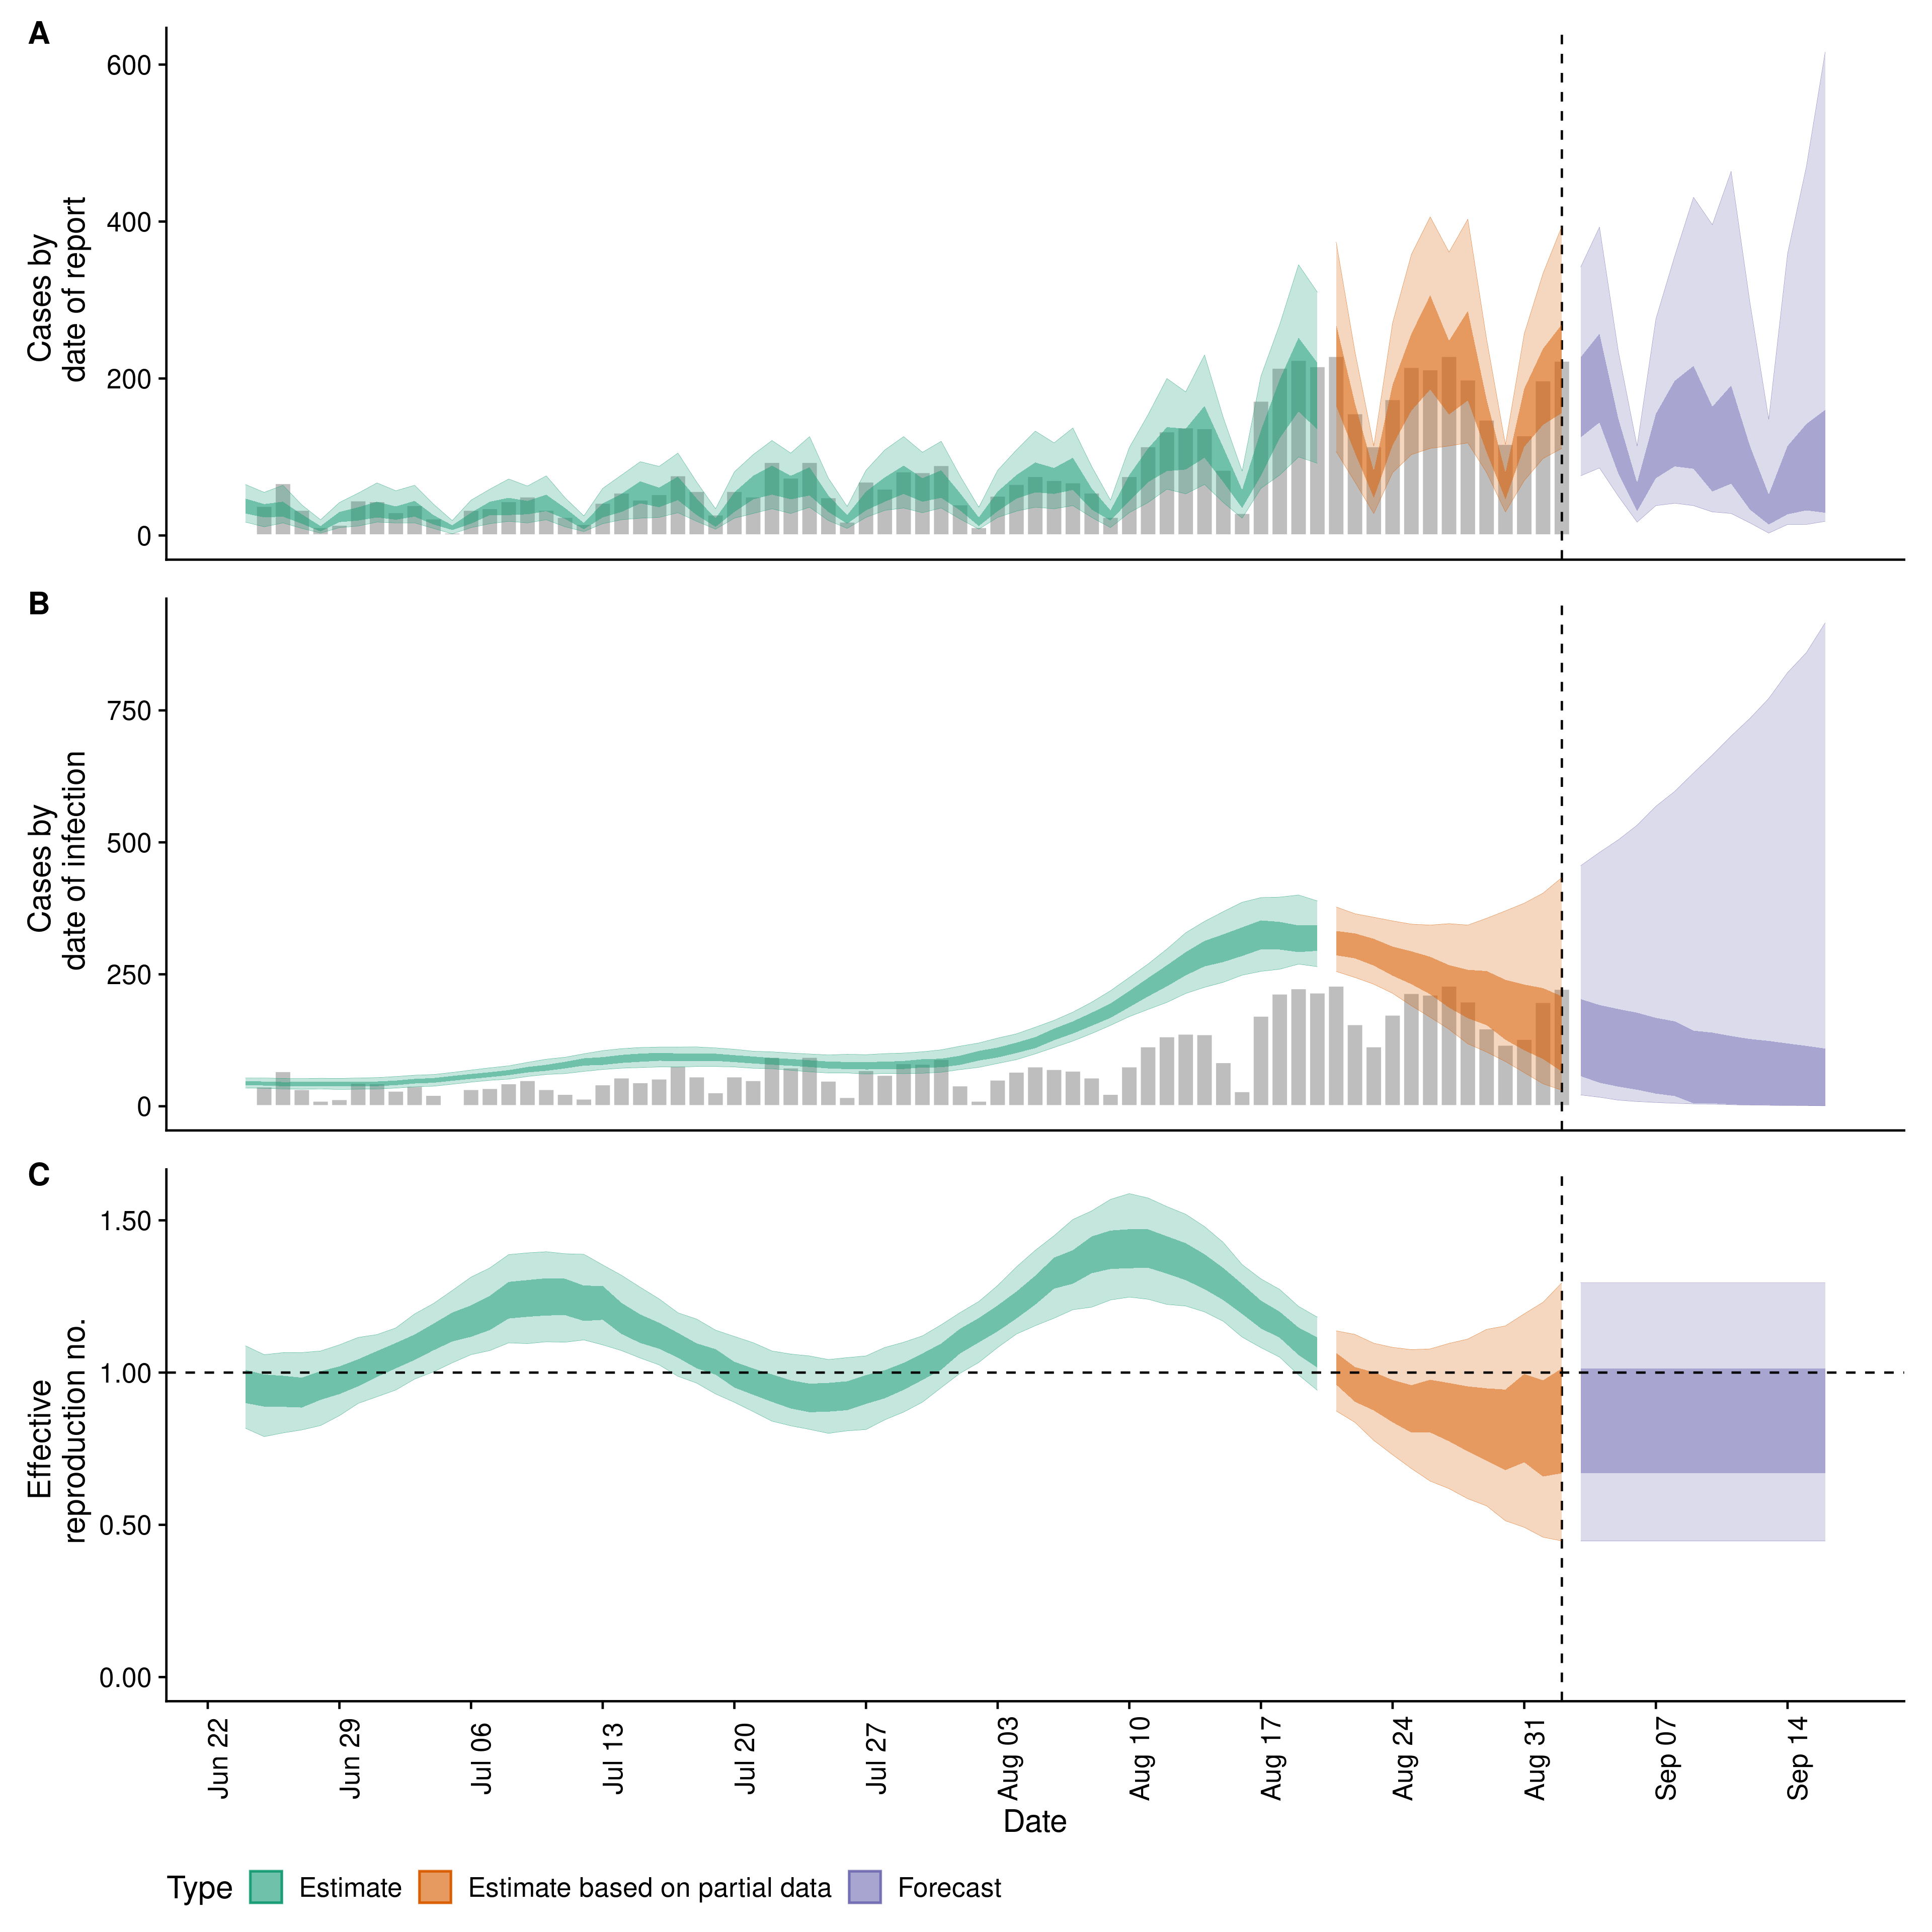 A
Cases by
date of report
600
400
200
0
B
Cases by
date of infection
750
500
250
0
C
Effective
reproduction no.
1.50
1.00
0.50
0.00
Jun 22
Jun 29
Jul 06
Jul 13
Jul 20
Jul 27
Aug 03
Aug 10
Aug 17
Aug 24
Aug 31
Sep 07
Sep 14
Date
Type
Estimate
Estimate based on partial data
Forecast